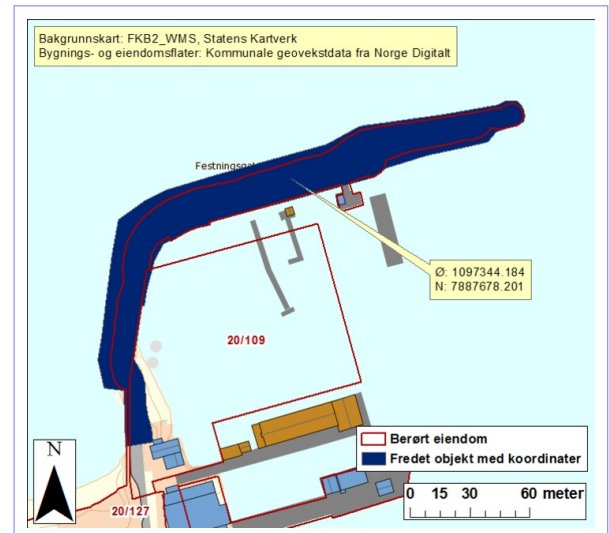 Bakgrunnskart: FKB2_WMS, Statens Kartverk
Bygnings- og eiendomsflater: Kommunale geovekstdata fra Norge Digitalt
Ø: 1097344.184
N: 7887678.201
20/109
N
Berørt eiendom
Fredet objekt med koordinater
0 15 30 60 meter
20/127